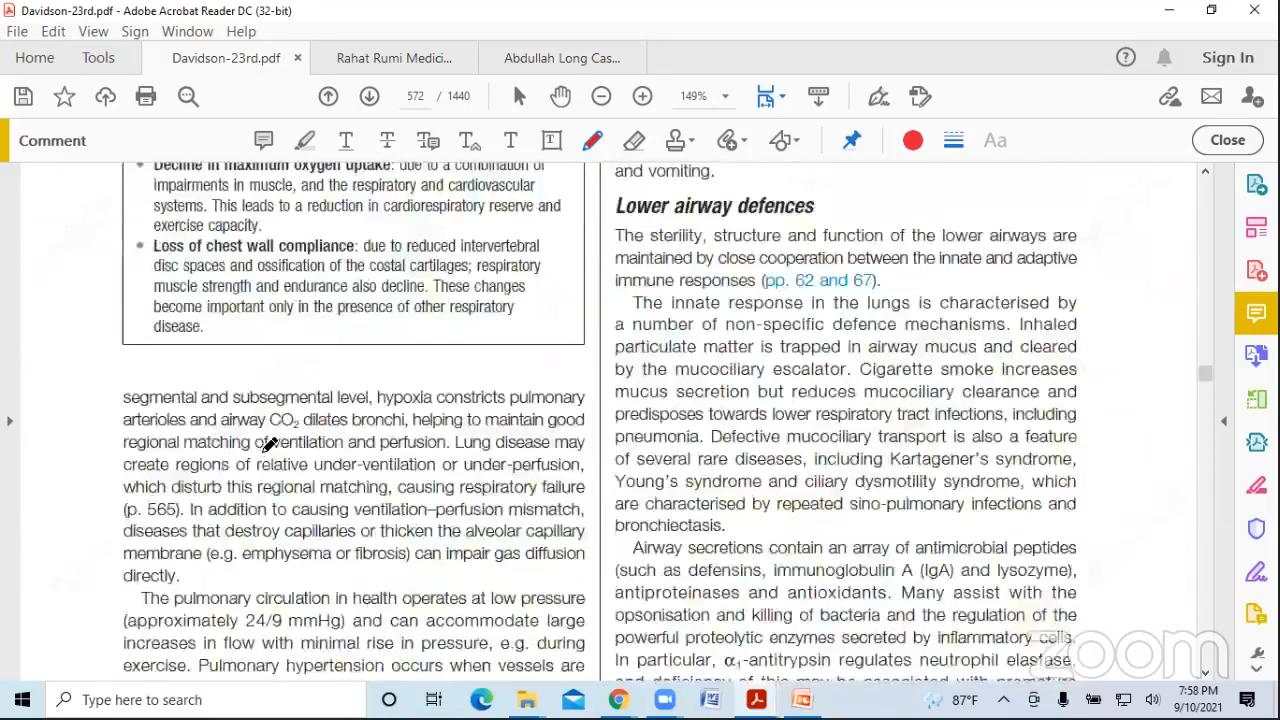 Davidson-23rd.pdf - Adobe Acrobat Reader DC (32-bit)
File Edit View Sign Window Help
Home Tools Davidson-23rd.pdf × Rahat Rumi Medici... Abdullah Long Cas... Sign In
572 / 1440 149%
Comment Close
Decline in maximum oxygen uptake: due to a combination of
impairments in muscle, and the respiratory and cardiovascular
systems. This leads to a reduction in cardiorespiratory reserve and
exercise capacity.
Loss of chest wall compliance: due to reduced intervertebral
disc spaces and ossification of the costal cartilages; respiratory
muscle strength and endurance also decline. These changes
become important only in the presence of other respiratory
disease.
segmental and subsegmental level, hypoxia constricts pulmonary
arterioles and airway CO₂ dilates bronchi, helping to maintain good
regional matching of ventilation and perfusion. Lung disease may
create regions of relative under-ventilation or under-perfusion,
which disturb this regional matching, causing respiratory failure
(p. 565). In addition to causing ventilation–perfusion mismatch,
diseases that destroy capillaries or thicken the alveolar capillary
membrane (e.g. emphysema or fibrosis) can impair gas diffusion
directly.
The pulmonary circulation in health operates at low pressure
(approximately 24/9 mmHg) and can accommodate large
increases in flow with minimal rise in pressure, e.g. during
exercise. Pulmonary hypertension occurs when vessels are
and vomiting.
Lower airway defences
The sterility, structure and function of the lower airways are
maintained by close cooperation between the innate and adaptive
immune responses (pp. 62 and 67).
The innate response in the lungs is characterised by
a number of non-specific defence mechanisms. Inhaled
particulate matter is trapped in airway mucus and cleared
by the mucociliary escalator. Cigarette smoke increases
mucus secretion but reduces mucociliary clearance and
predisposes towards lower respiratory tract infections, including
pneumonia. Defective mucociliary transport is also a feature
of several rare diseases, including Kartagener's syndrome,
Young's syndrome and ciliary dysmotility syndrome, which
are characterised by repeated sino-pulmonary infections and
bronchiectasis.
Airway secretions contain an array of antimicrobial peptides
(such as defensins, immunoglobulin A (IgA) and lysozyme),
antiproteinases and antioxidants. Many assist with the
opsonisation and killing of bacteria and the regulation of the
powerful proteolytic enzymes secreted by inflammatory cells.
In particular, α₁-antitrypsin regulates neutrophil elastase,
and deficiency of this may be associated with premature
zoom
Type here to search
87°F
7:58 PM
9/10/2021